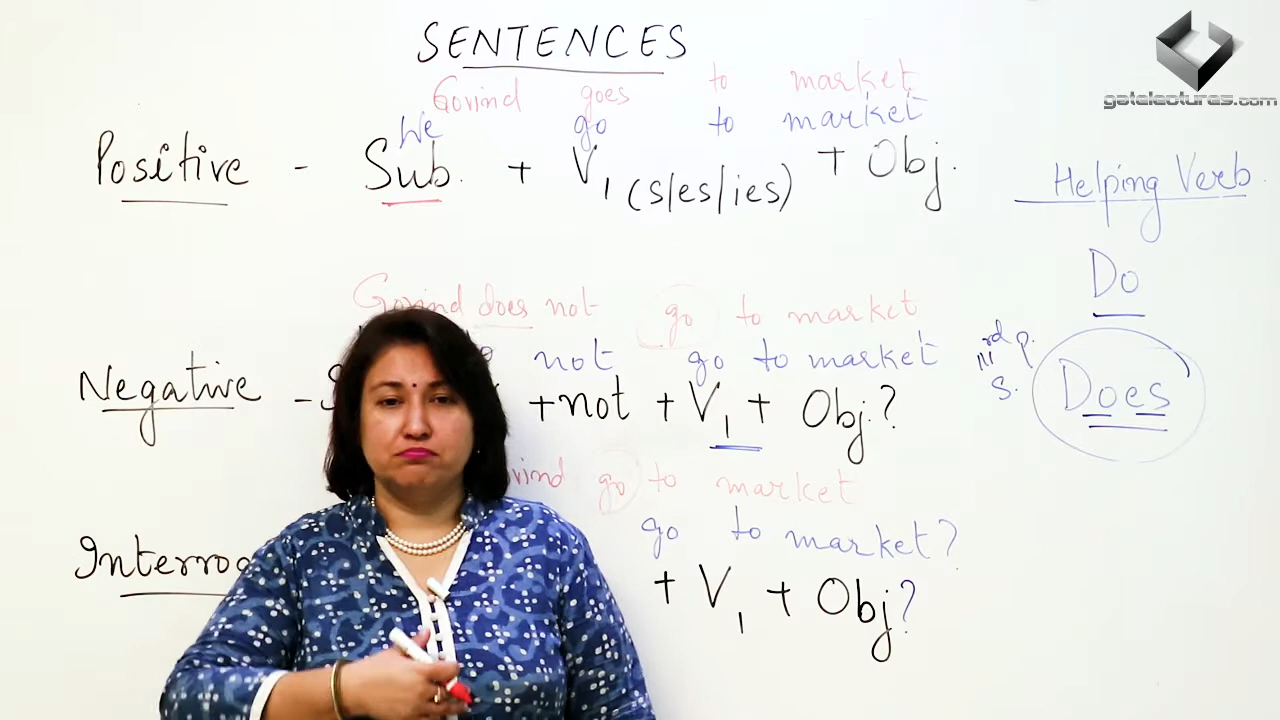 SENTENCES
gatelectures.com
Govind goes to market
We go to market
Positive - Sub. + V1 (s/es/ies) + Obj.
Helping Verb
Do
Govind does not go to market
not go to market
IIIrd p.
S.
Does
Negative - +not + V1 + Obj.?
go to market
go to market?
+ V1 + Obj?